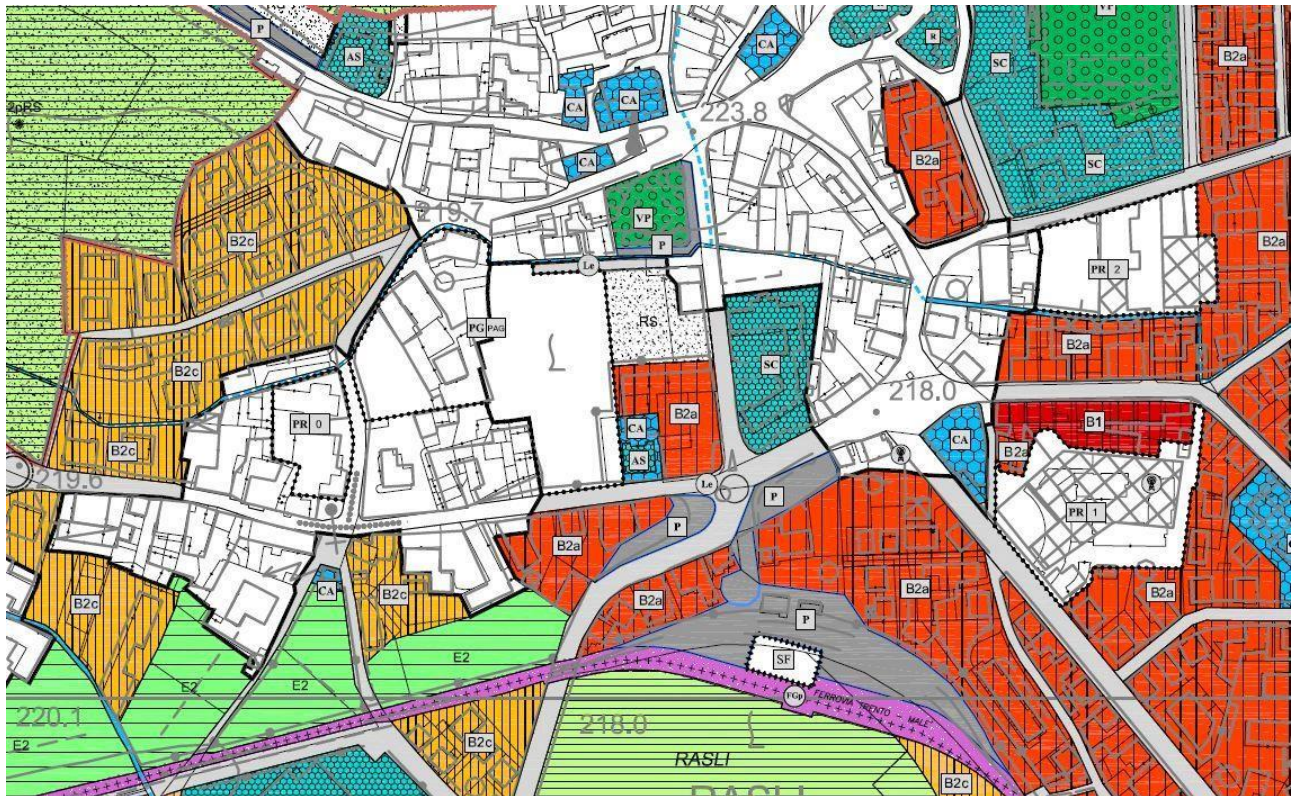 P
AS
CA
R
VP
B2a
SC
CA
CA
223.8
2pRS
CA
B2a
SC
VP
219.7
B2c
P
Le
B2a
PR 2
PG PAG
RS
B2a
B2c
SC
218.0
CA
B2a
PR 0
B1
CA
B2c
AS
B2a
219.6
Le
P
PR 1
P
B2a
B2c
CA
B2c
B2a
B2a
B2a
P
E2
SF
E2
E2
FGp
FERROVIA TRENTO - MALE'
220.1
218.0
E2
B2c
RASLI
B2c
RASLI